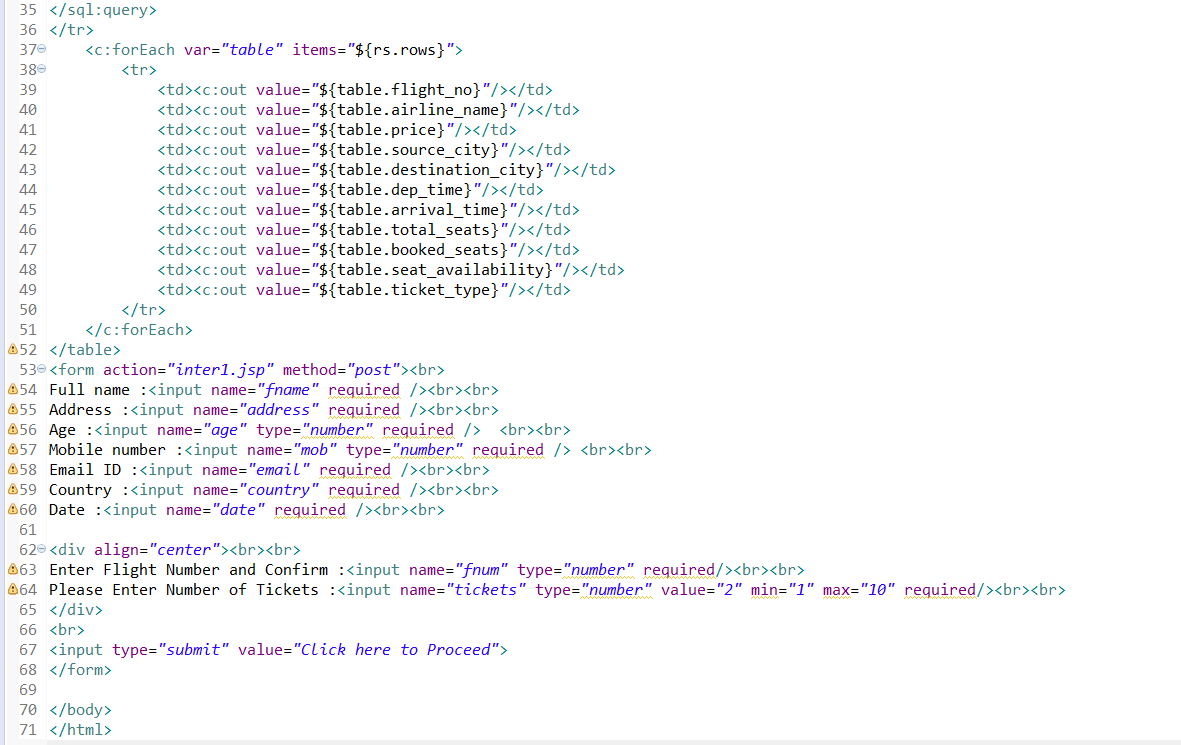 35 </sql:query>
36 </tr>
37     <c:forEach var="table" items="${rs.rows}">
38         <tr>
39             <td><c:out value="${table.flight_no}"/></td>
40             <td><c:out value="${table.airline_name}"/></td>
41             <td><c:out value="${table.price}"/></td>
42             <td><c:out value="${table.source_city}"/></td>
43             <td><c:out value="${table.destination_city}"/></td>
44             <td><c:out value="${table.dep_time}"/></td>
45             <td><c:out value="${table.arrival_time}"/></td>
46             <td><c:out value="${table.total_seats}"/></td>
47             <td><c:out value="${table.booked_seats}"/></td>
48             <td><c:out value="${table.seat_availability}"/></td>
49             <td><c:out value="${table.ticket_type}"/></td>
50         </tr>
51     </c:forEach>
52 </table>
53 <form action="inter1.jsp" method="post"><br>
54 Full name :<input name="fname" required /><br><br>
55 Address :<input name="address" required /><br><br>
56 Age :<input name="age" type="number" required />  <br><br>
57 Mobile number :<input name="mob" type="number" required /> <br><br>
58 Email ID :<input name="email" required /><br><br>
59 Country :<input name="country" required /><br><br>
60 Date :<input name="date" required /><br><br>
61
62 <div align="center"><br><br>
63 Enter Flight Number and Confirm :<input name="fnum" type="number" required/><br><br>
64 Please Enter Number of Tickets :<input name="tickets" type="number" value="2" min="1" max="10" required/><br><br>
65 </div>
66 <br>
67 <input type="submit" value="Click here to Proceed">
68 </form>
69
70 </body>
71 </html>